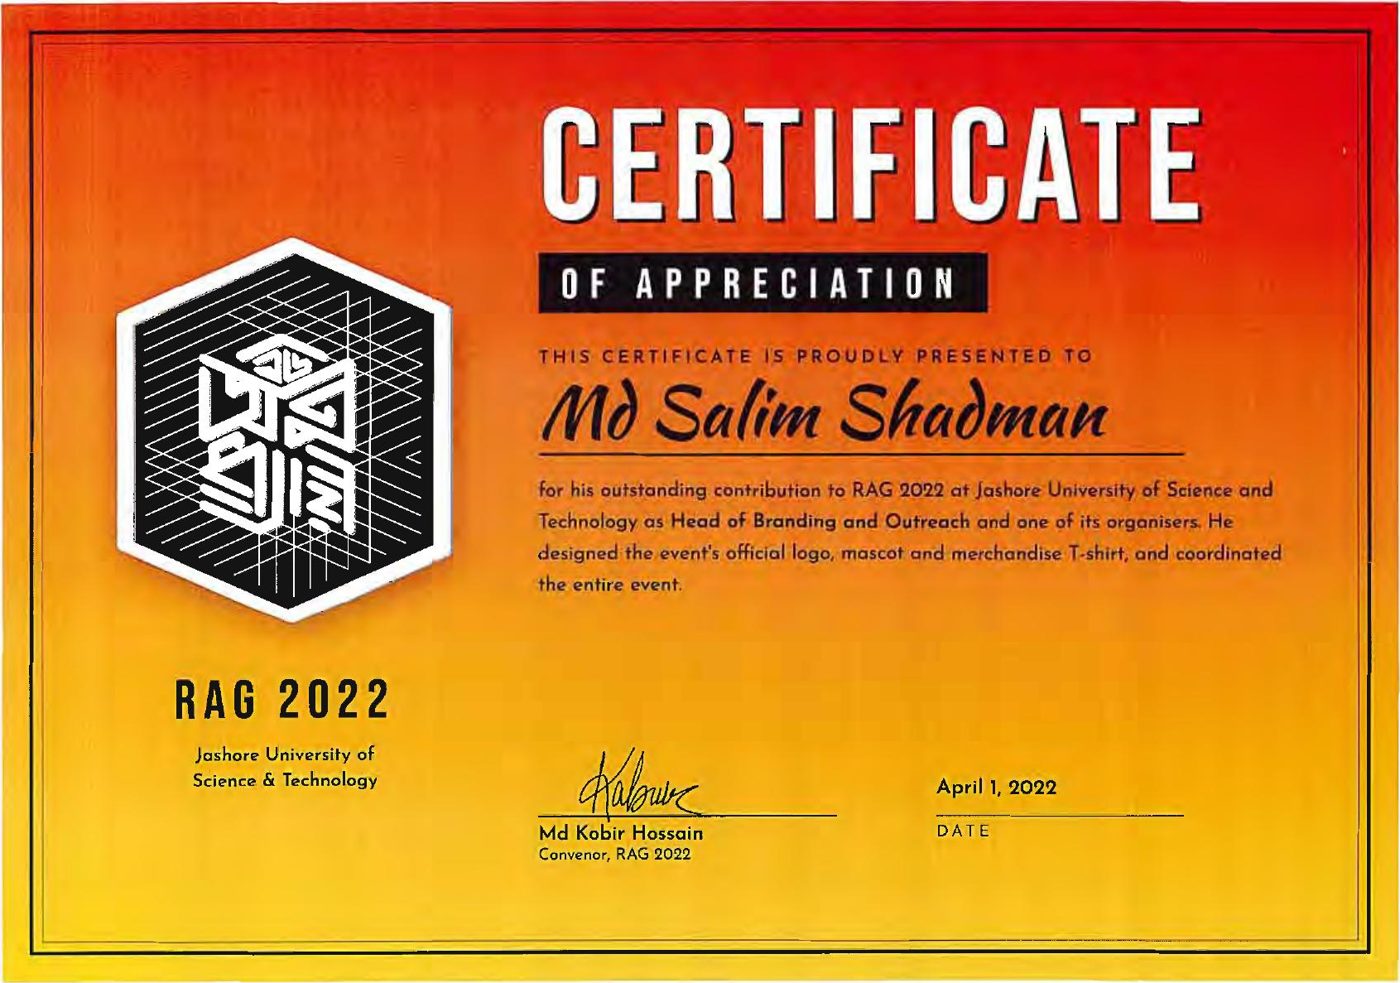 CERTIFICATE
OF APPRECIATION
THIS CERTIFICATE IS PROUDLY PRESENTED TO
Md Salim Shadman
for his outstanding contribution to RAG 2022 at Jashore University of Science and
Technology as Head of Branding and Outreach and one of its organisers. He
designed the event's official logo, mascot and merchandise T-shirt, and coordinated
the entire event.
RAG 2022
Jashore University of
Science & Technology
Md Kobir Hossain
Convenor, RAG 2022
April 1, 2022
DATE